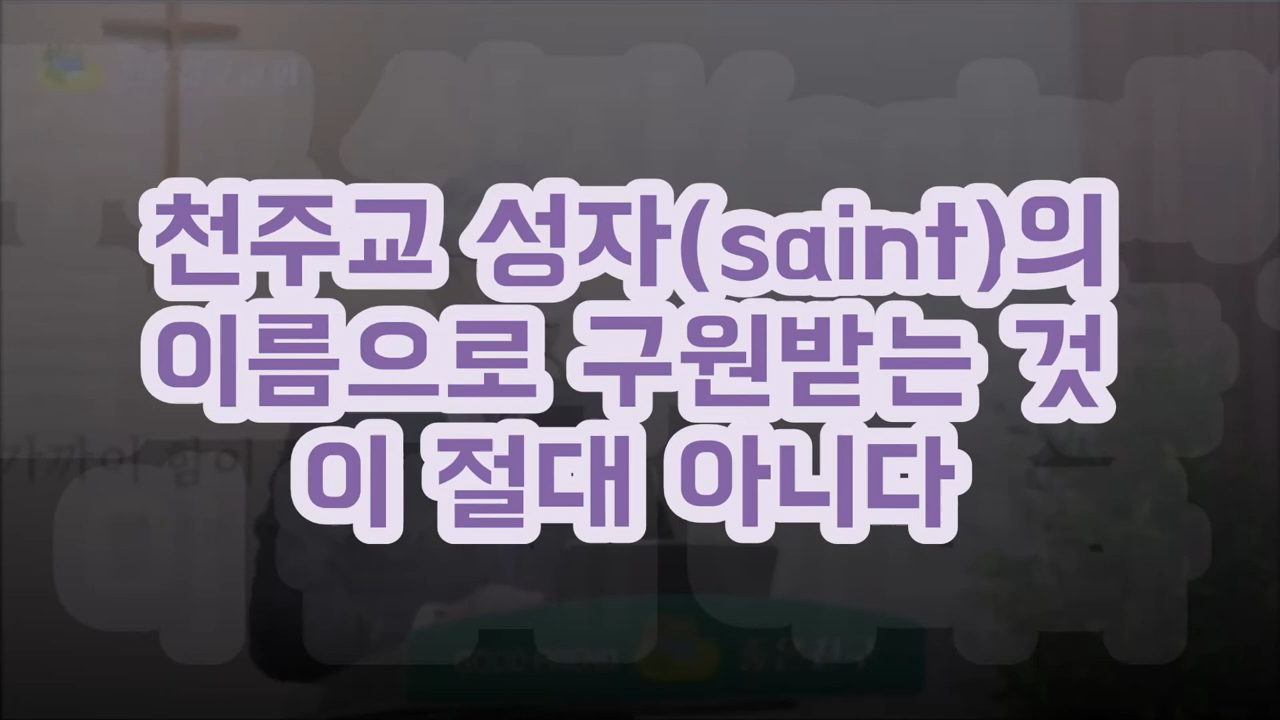 천주교 성자(saint)의
이름으로 구원받는 것
이 절대 아니다